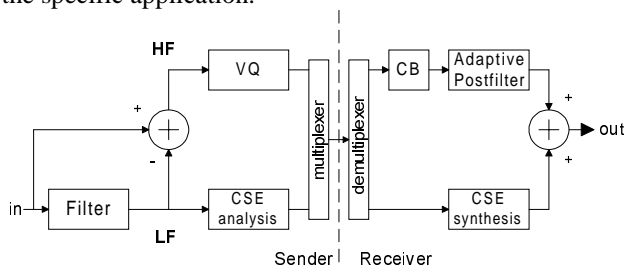 the specific application.
HF
VQ
+
-
in
Filter
LF
CSE
analysis
multiplexer
Sender
demultiplexer
Receiver
CB
Adaptive
Postfilter
CSE
synthesis
+
+
out